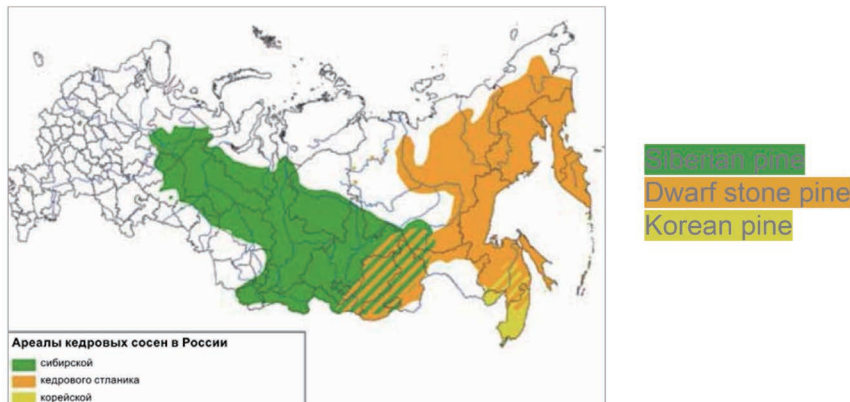 Siberian pine
Dwarf stone pine
Korean pine
Ареалы кедровых сосен в России
сибирской
кедрового стланика
корейской